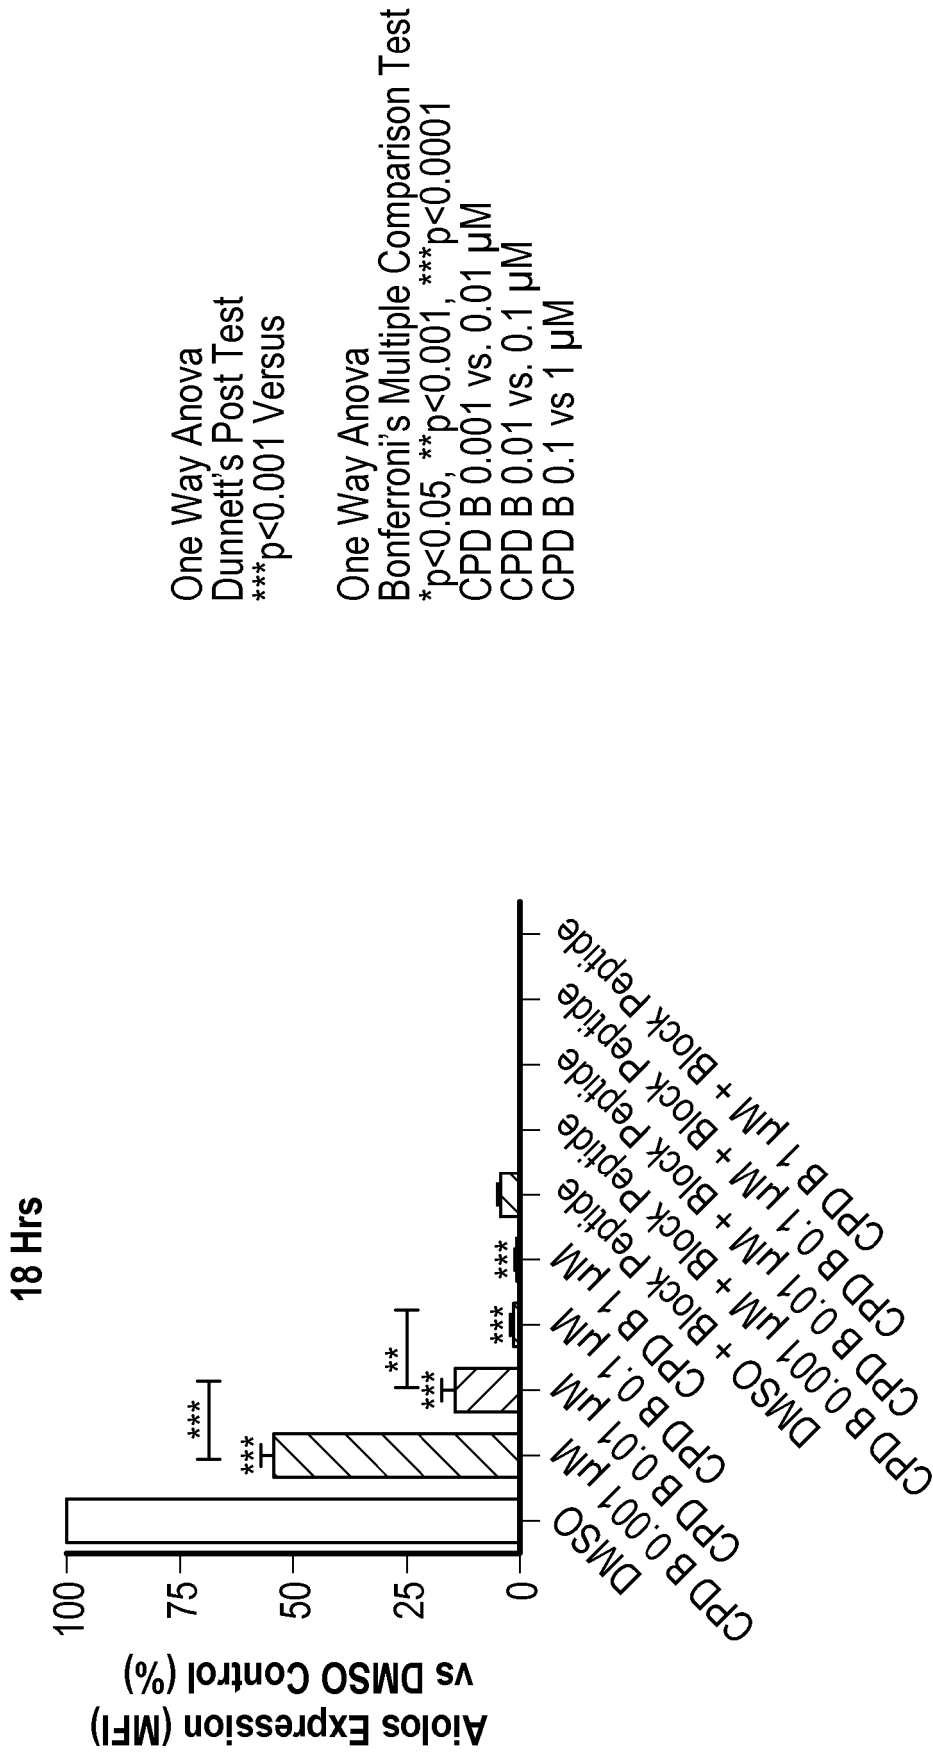 18 Hrs
Aiolos Expression (MFI)
vs DMSO Control (%)
100
75
50
25
0
***
***
***
**
***
***
DMSO
CPD B 0.001 µM
CPD B 0.01 µM
CPD B 0.1 µM
CPD B 1 µM
DMSO + Block Peptide
CPD B 0.001 µM + Block Peptide
CPD B 0.01 µM + Block Peptide
CPD B 0.1 µM + Block Peptide
CPD B 1 µM + Block Peptide
One Way Anova
Dunnett's Post Test
***p<0.001 Versus
One Way Anova
Bonferroni's Multiple Comparison Test
*p<0.05, **p<0.001, ***p<0.0001
CPD B 0.001 vs. 0.01 µM
CPD B 0.01 vs. 0.1 µM
CPD B 0.1 vs 1 µM